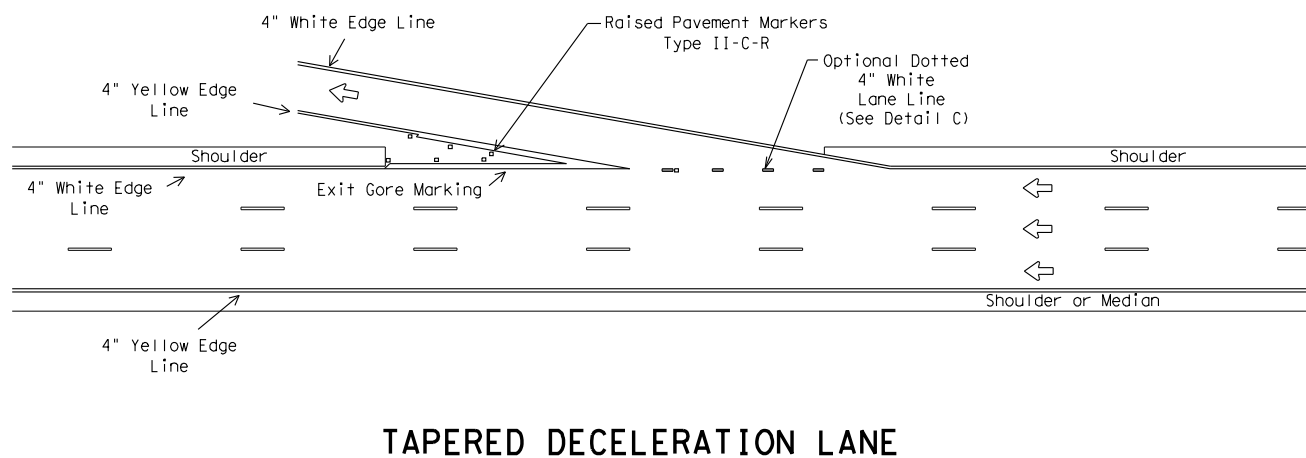 4" White Edge Line
Raised Pavement Markers
Type II-C-R
Optional Dotted
4" White
Lane Line
(See Detail C)
4" Yellow Edge
Line
Shoulder
Shoulder
4" White Edge
Line
Exit Gore Marking
Shoulder or Median
4" Yellow Edge
Line
TAPERED DECELERATION LANE